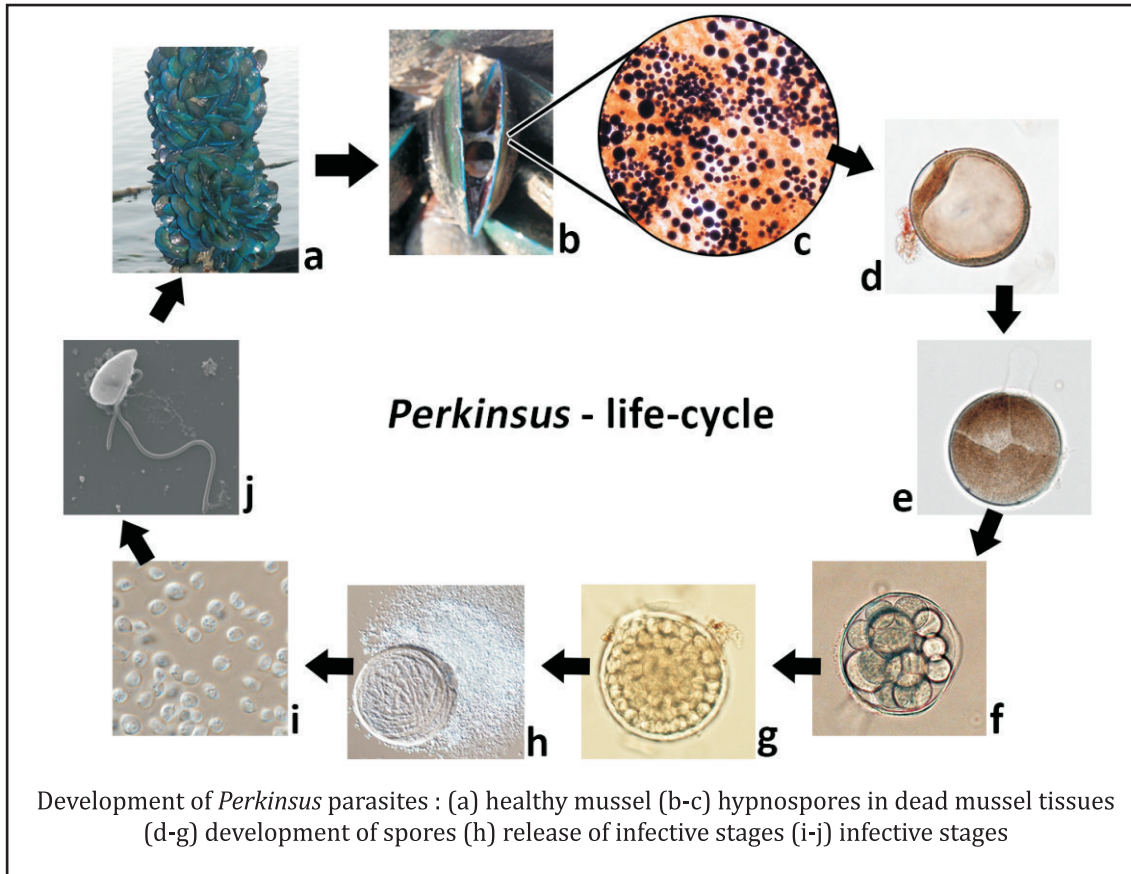 a
b
c
d
Perkinsus - life-cycle
e
j
i
h
g
f
Development of Perkinsus parasites : (a) healthy mussel (b-c) hypnospores in dead mussel tissues
(d-g) development of spores (h) release of infective stages (i-j) infective stages